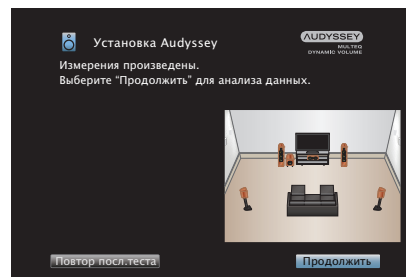 Установка Audyssey
AUDYSSEY
MULTEQ
DYNAMIC VOLUME
Измерения произведены.
Выберите “Продолжить” для анализа данных.
Повтор посл.теста
Продолжить